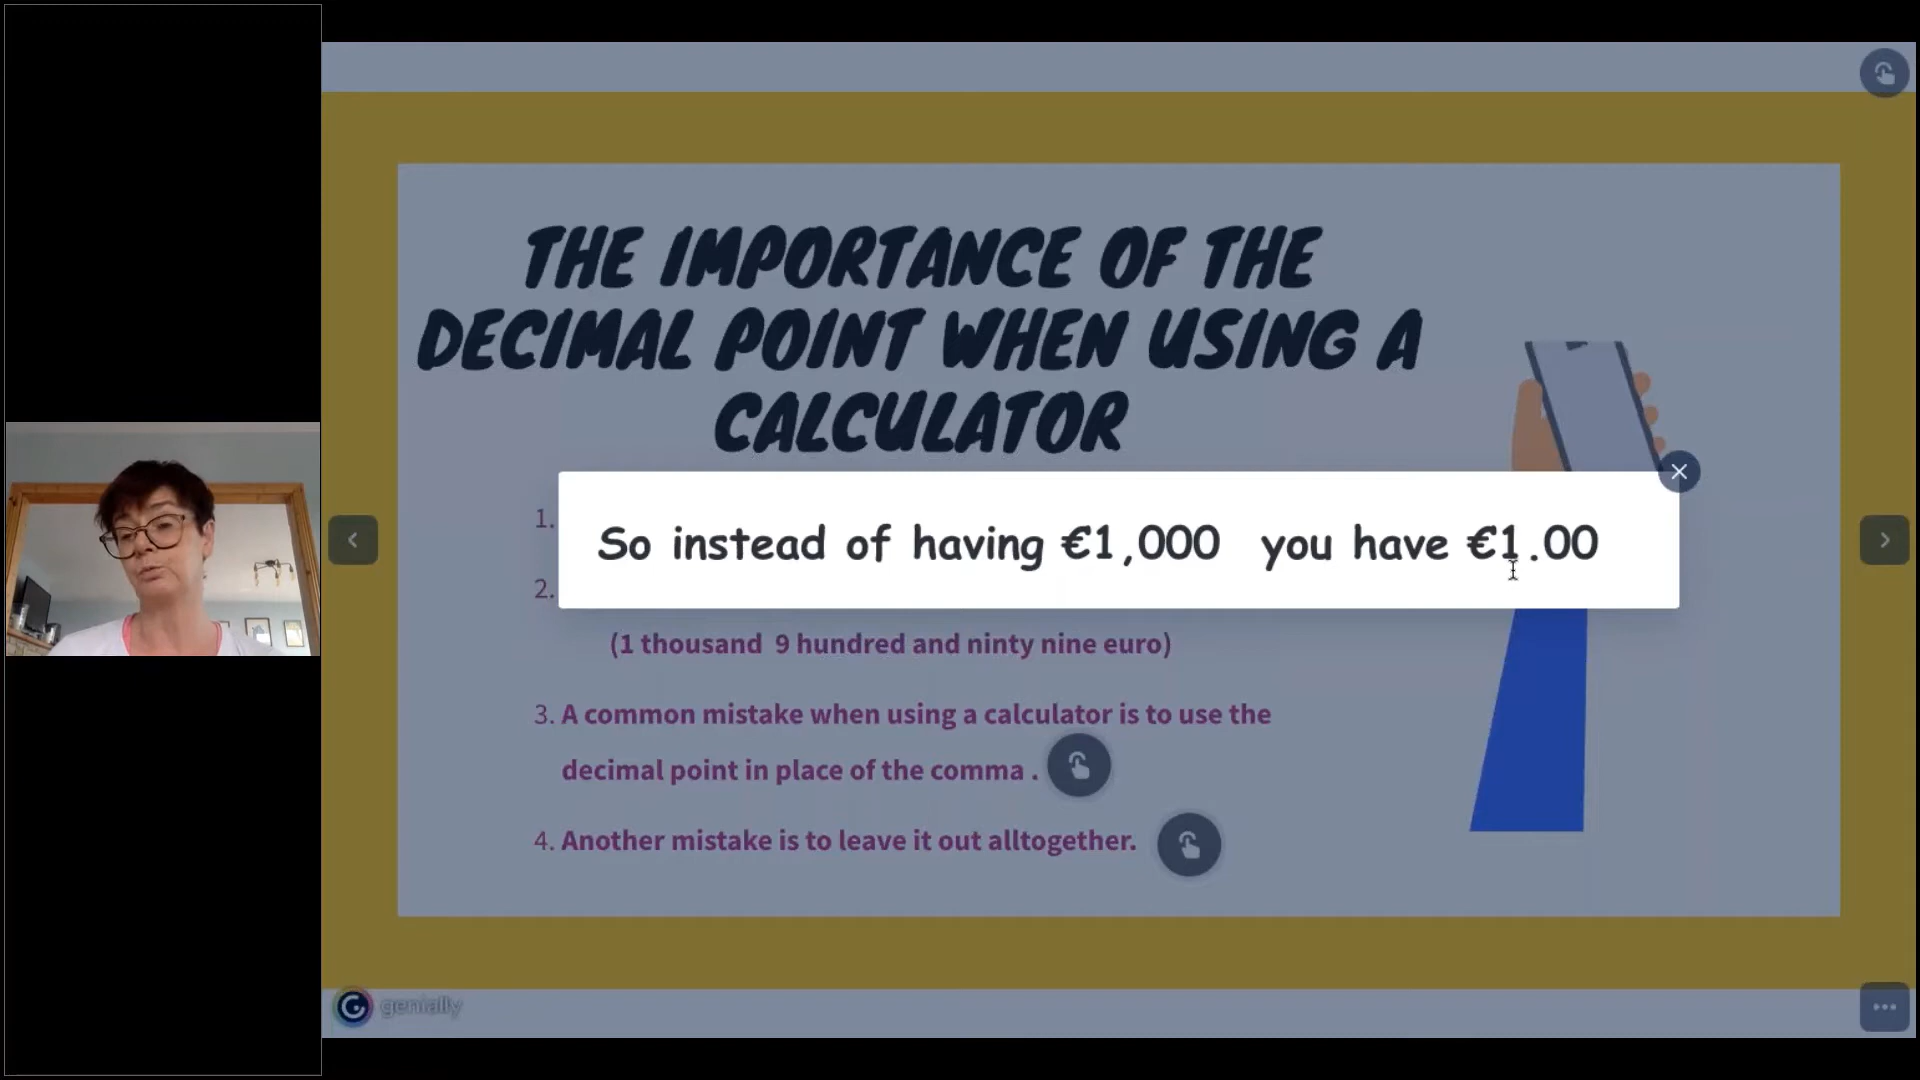 THE IMPORTANCE OF THE
DECIMAL POINT WHEN USING A
CALCULATOR
1.
So instead of having €1,000 you have €1.00
2.
(1 thousand 9 hundred and ninty nine euro)
3. A common mistake when using a calculator is to use the
decimal point in place of the comma .
4. Another mistake is to leave it out alltogether.
genially